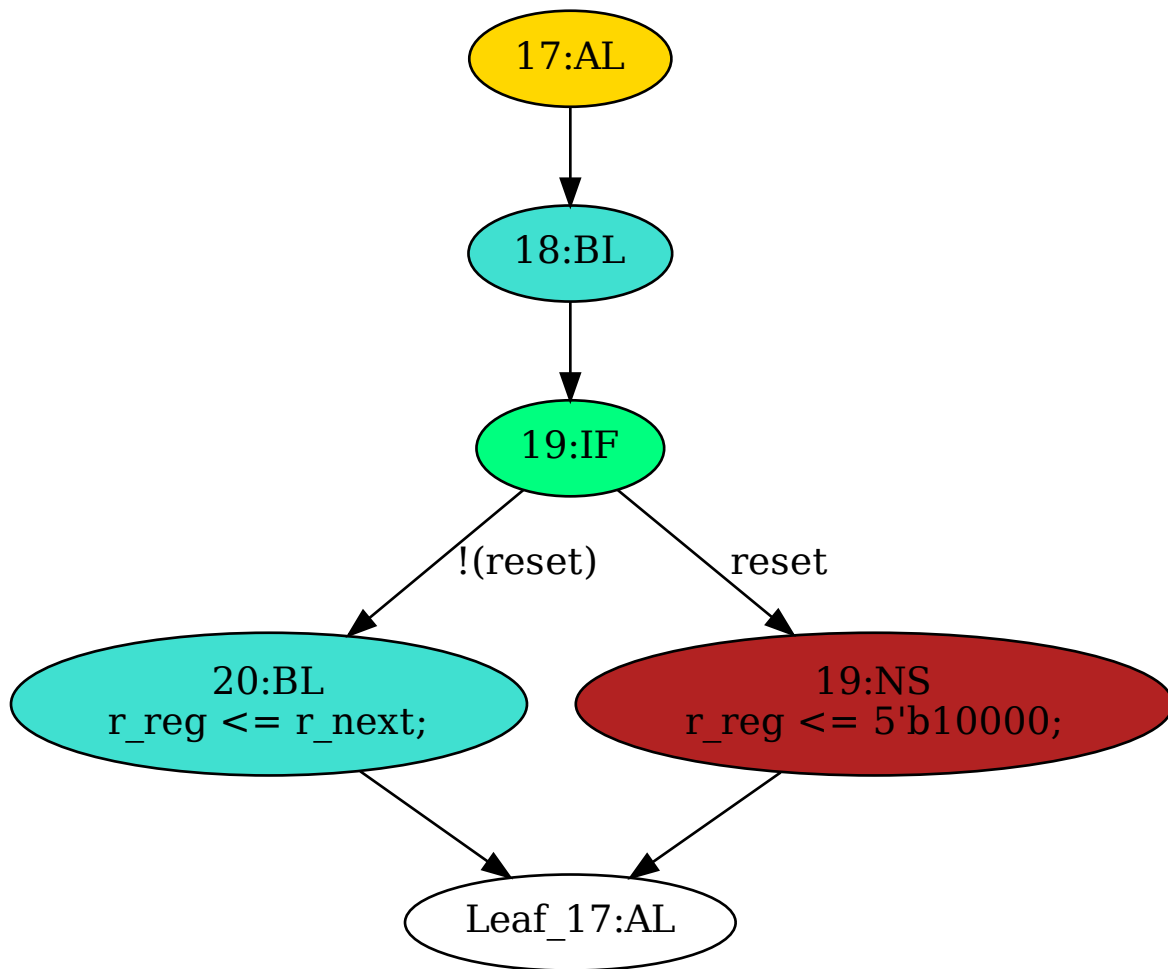 17:AL
18:BL
19:IF
!(reset)
reset
20:BL
r_reg <= r_next;
19:NS
r_reg <= 5'b10000;
Leaf_17:AL